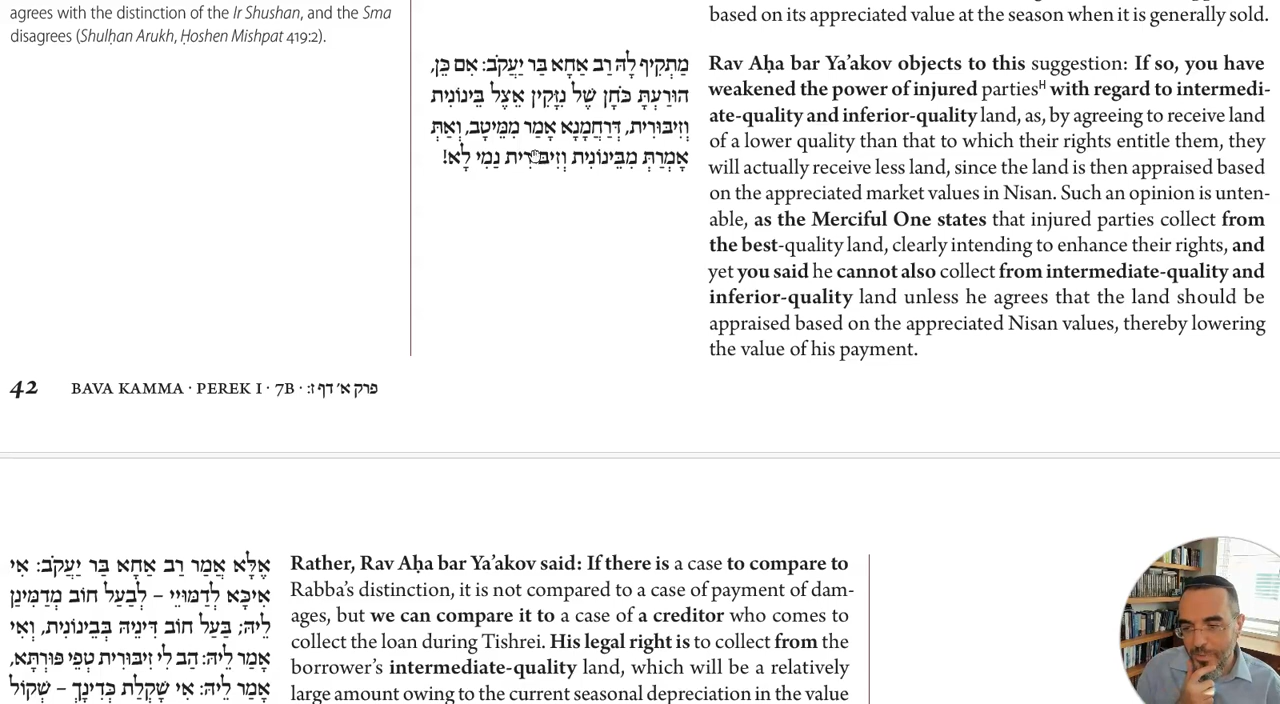 agrees with the distinction of the Ir Shushan, and the Sma
disagrees (Shulḥan Arukh, Ḥoshen Mishpat 419:2).
based on its appreciated value at the season when it is generally sold.
מַתְקֵיף לָהּ רַב אַחָא בַּר יַעֲקֹב: אִם כֵּן,
הוּרַעְתָּ כֹּחָן שֶׁל נִזָּקִין אֵצֶל בֵּינוֹנִית
וְזִיבּוּרִית, דְּרַחֲמָנָא אָמַר מִמֵּיטָב, וְאַתְּ
אָמְרַתְּ מִבֵּינוֹנִית וְזִיבּוּרִית נַמִי לָא!
Rav Aḥa bar Ya'akov objects to this suggestion: If so, you have
weakened the power of injured partiesᴴ with regard to intermedi-
ate-quality and inferior-quality land, as, by agreeing to receive land
of a lower quality than that to which their rights entitle them, they
will actually receive less land, since the land is then appraised based
on the appreciated market values in Nisan. Such an opinion is unten-
able, as the Merciful One states that injured parties collect from
the best-quality land, clearly intending to enhance their rights, and
yet you said he cannot also collect from intermediate-quality and
inferior-quality land unless he agrees that the land should be
appraised based on the appreciated Nisan values, thereby lowering
the value of his payment.
42 BAVA KAMMA · PEREK I · 7B · פרק א׳ דף ז:
אֶלָּא אֲמַר רַב אַחָא בַּר יַעֲקֹב: אִי
אִיכָּא לְדַמּוּיֵי – לְבַעַל חוֹב מְדַמֵּינַן
לֵיהּ; בַּעַל חוֹב דִּינֵיהּ בְּבֵינוֹנִית, וְאִי
אָמַר לֵיהּ: הַב לִי זִיבּוּרִית טְפֵי פּוּרְתָּא,
אָמַר לֵיהּ: אִי שָׁקְלַתְּ כְּדִינָךְ – שְׁקוֹל
Rather, Rav Aḥa bar Ya'akov said: If there is a case to compare to
Rabba's distinction, it is not compared to a case of payment of dam-
ages, but we can compare it to a case of a creditor who comes to
collect the loan during Tishrei. His legal right is to collect from the
borrower's intermediate-quality land, which will be a relatively
large amount owing to the current seasonal depreciation in the value